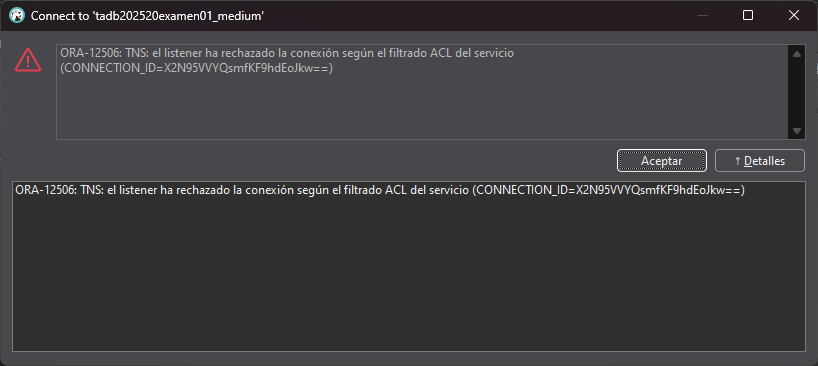 Connect to 'tadb202520examen01_medium'
ORA-12506: TNS: el listener ha rechazado la conexión según el filtrado ACL del servicio
(CONNECTION_ID=X2N95VVYQsmfKF9hdEoJkw==)
Aceptar
↑ Detalles
ORA-12506: TNS: el listener ha rechazado la conexión según el filtrado ACL del servicio (CONNECTION_ID=X2N95VVYQsmfKF9hdEoJkw==)